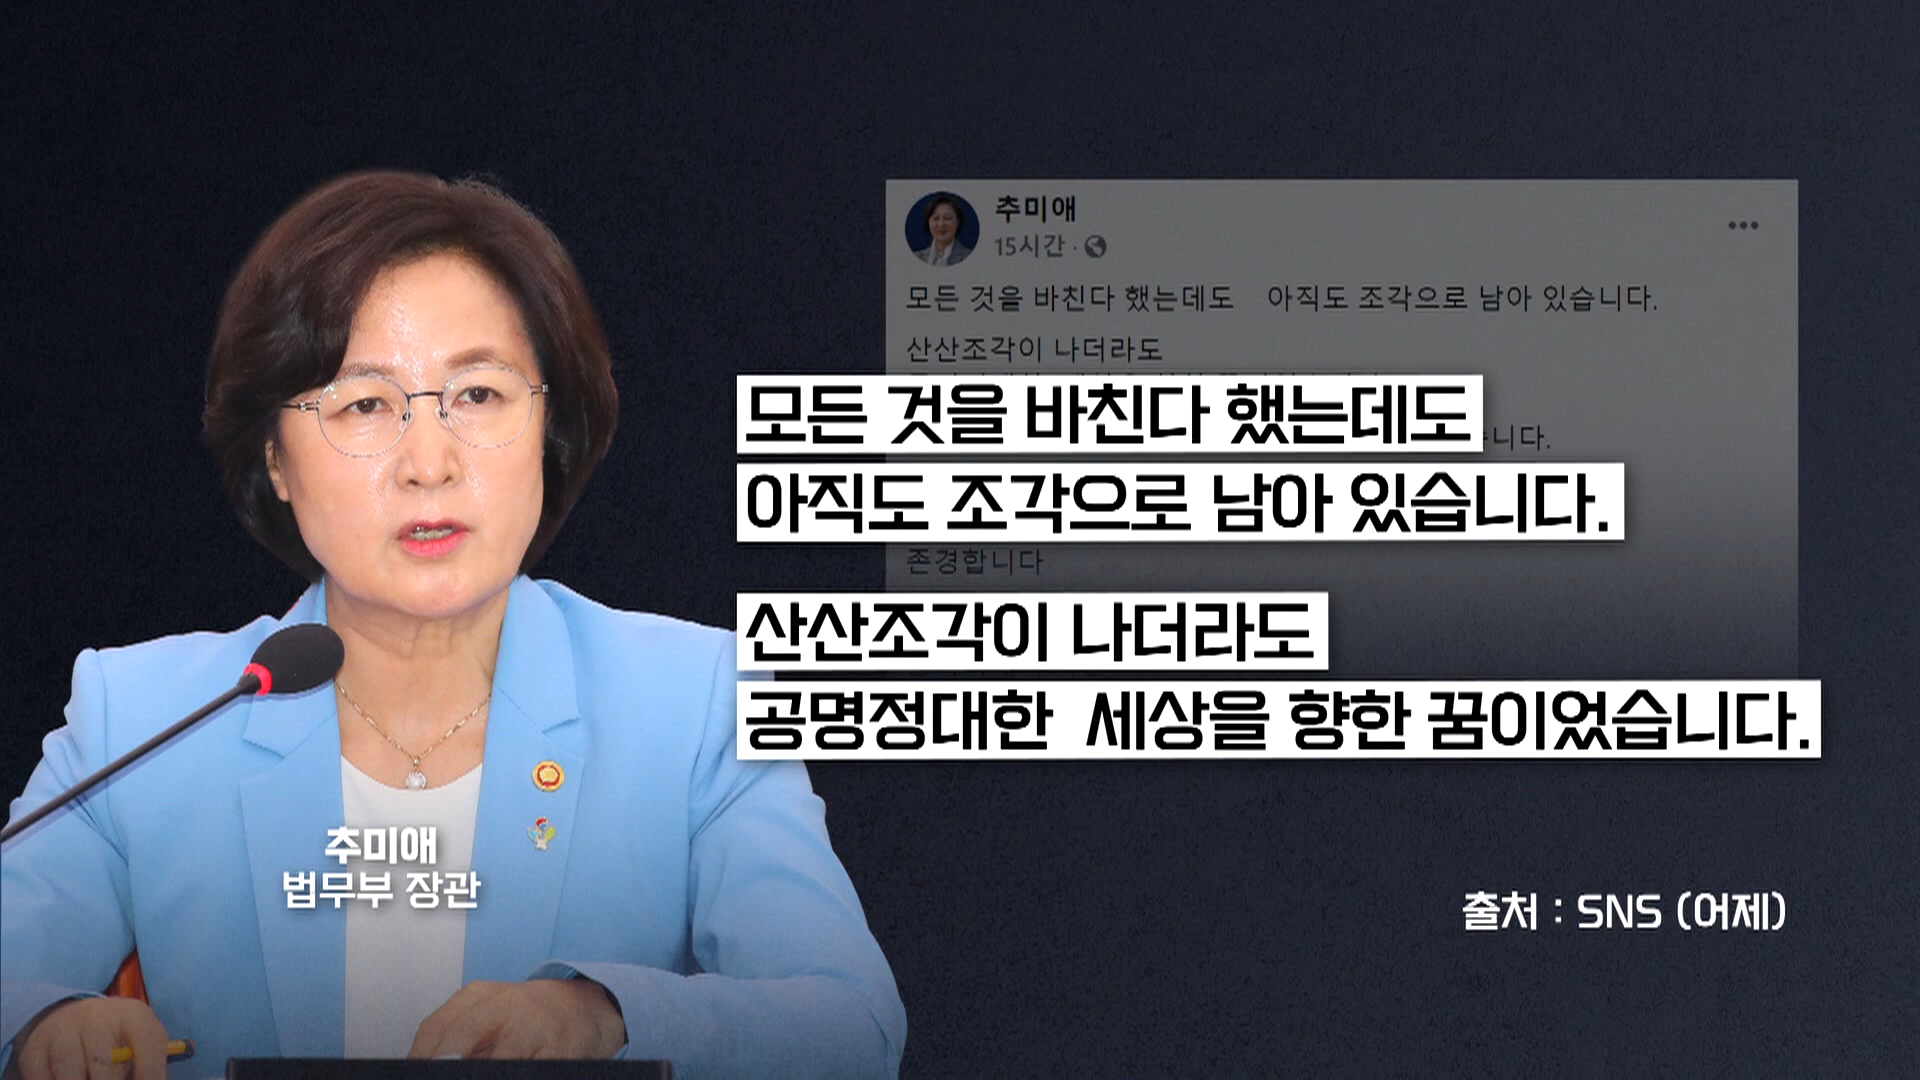 추미애
15시간 ·
모든 것을 바친다 했는데도 아직도 조각으로 남아 있습니다.
산산조각이 나더라도
니다.
존경합니다
모든 것을 바친다 했는데도
아직도 조각으로 남아 있습니다.
산산조각이 나더라도
공명정대한 세상을 향한 꿈이었습니다.
추미애
법무부 장관
출처 : SNS (어제)